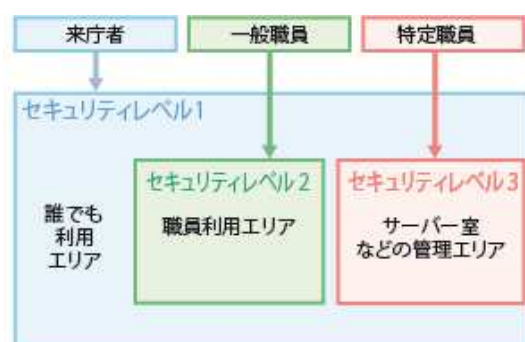 来庁者
一般職員
特定職員
セキュリティレベル1
誰でも
利用
エリア
セキュリティレベル2
職員利用エリア
セキュリティレベル3
サーバー室
などの管理エリア